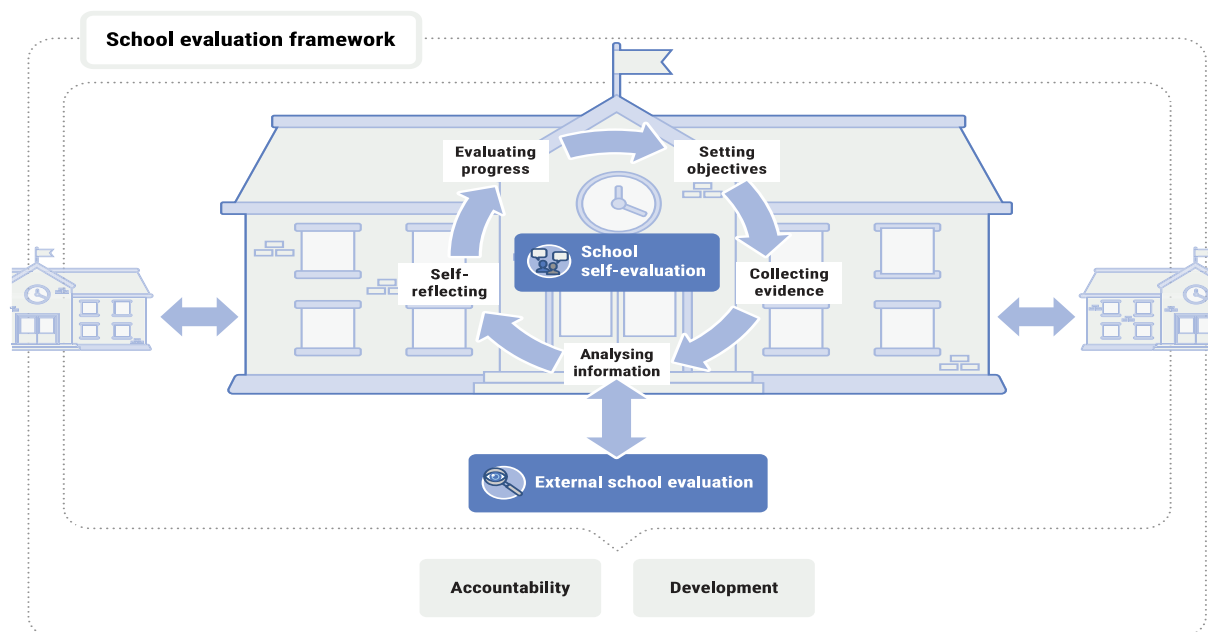 School evaluation framework
Evaluating
progress
Setting
objectives
School
self-evaluation
Self-
reflecting
Collecting
evidence
Analysing
information
External school evaluation
Accountability
Development